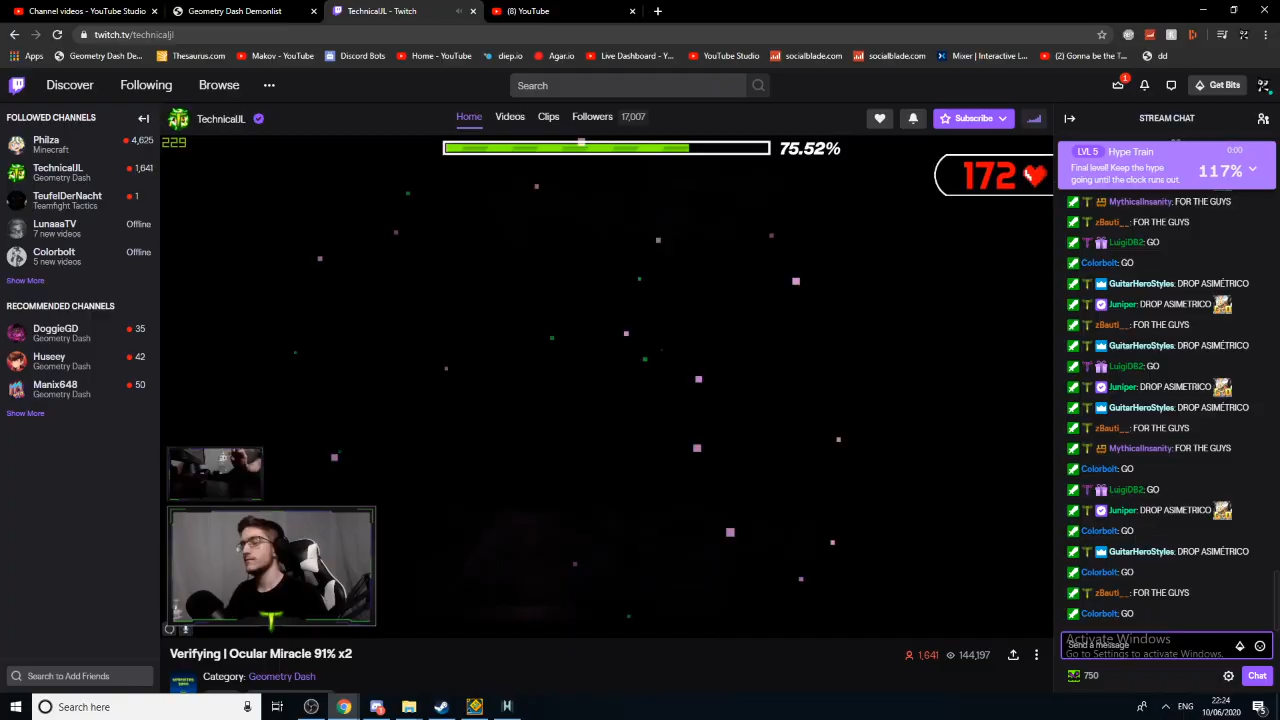 Channel videos - YouTube Studio
Geometry Dash Demonlist
TechnicalJL - Twitch
(8) YouTube
twitch.tv/technicaljl
Apps
Geometry Dash De...
Thesaurus.com
Makov - YouTube
Discord Bots
Home - YouTube
diep.io
Agar.io
Live Dashboard - Y...
YouTube Studio
socialblade.com
socialblade.com
Mixer | Interactive L...
(2) Gonna be the T...
dd
Discover
Following
Browse
Search
1
Get Bits
FOLLOWED CHANNELS
Philza
4,625
TechnicalJL
Geometry Dash
1,641
TeufelDerNacht
Teamfight Tactics
1
LunaaaTV
7 new videos
Offline
Colorbolt
5 new videos
Offline
Show More
RECOMMENDED CHANNELS
DoggieGD
Geometry Dash
35
Huseey
Geometry Dash
42
Manix648
Geometry Dash
50
Show More
Search to Add Friends
TechnicalJL
Home
Videos
Clips
Followers 17,007
Subscribe
229
75.52%
172
Verifying | Ocular Miracle 91% x2
Category: Geometry Dash
1,641
144,197
STREAM CHAT
LVL 5 Hype Train 0:00
Final level! Keep the hype
going until the clock runs out.
117%
MythicalInsanity: FOR THE GUYS
zBauti__: FOR THE GUYS
LuigiDB2: GO
Colorbolt: GO
GuitarHeroStyles: DROP ASIMÉTRICO
Juniper: DROP ASIMETRICO
zBauti__: FOR THE GUYS
GuitarHeroStyles: DROP ASIMÉTRICO
LuigiDB2: GO
Juniper: DROP ASIMETRICO
GuitarHeroStyles: DROP ASIMÉTRICO
zBauti__: FOR THE GUYS
MythicalInsanity: FOR THE GUYS
Colorbolt: GO
LuigiDB2: GO
Juniper: DROP ASIMETRICO
Colorbolt: GO
GuitarHeroStyles: DROP ASIMÉTRICO
Colorbolt: GO
zBauti__: FOR THE GUYS
Colorbolt: GO
Activate Windows
Send a message
Go to Settings to activate Windows.
750
Chat
Search here
ENG
22:24
10/06/2020